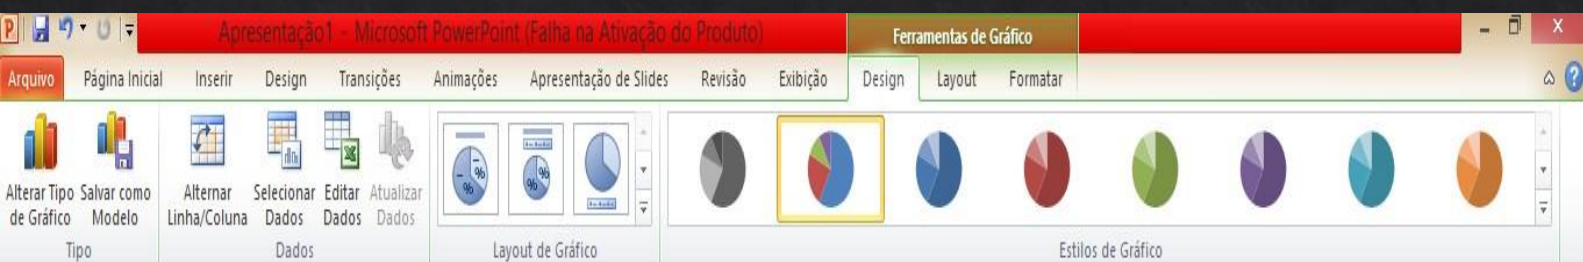 Apresentação1 - Microsoft PowerPoint (Falha na Ativação do Produto) Ferramentas de Gráfico
Arquivo Página Inicial Inserir Design Transições Animações Apresentação de Slides Revisão Exibição Design Layout Formatar
Alterar Tipo de Gráfico
Salvar como Modelo
Alternar Linha/Coluna
Selecionar Dados
Editar Dados
Atualizar Dados
Tipo Dados Layout de Gráfico Estilos de Gráfico